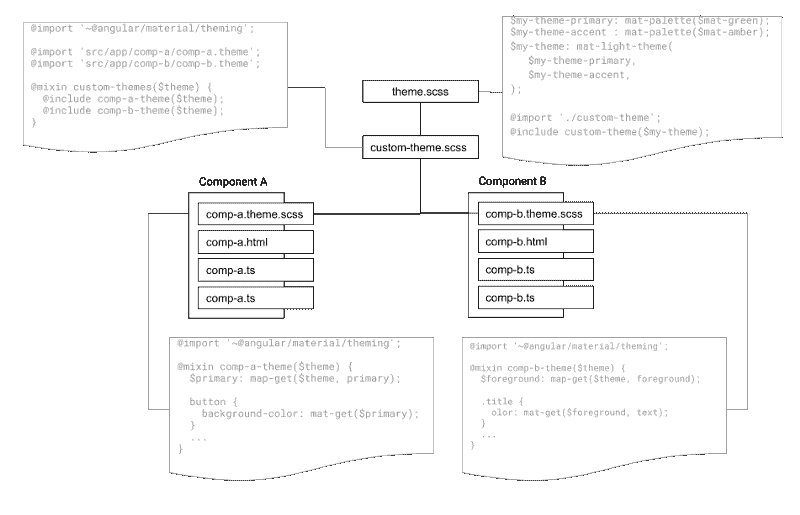 @import '~@angular/material/theming';
@import 'src/app/comp-a/comp-a.theme';
@import 'src/app/comp-b/comp-b.theme';
@mixin custom-themes($theme) {
@include comp-a-theme($theme);
@include comp-b-theme($theme);
}
$my-theme-primary: mat-palette($mat-green);
$my-theme-accent : mat-palette($mat-amber);
$my-theme: mat-light-theme(
$my-theme-primary,
$my-theme-accent,
);
@import './custom-theme';
@include custom-theme($my-theme);
theme.scss
custom-theme.scss
Component A
comp-a.theme.scss
comp-a.html
comp-a.ts
comp-a.ts
Component B
comp-b.theme.scss
comp-b.html
comp-b.ts
comp-b.ts
@import '~@angular/material/theming';
@mixin comp-a-theme($theme) {
$primary: map-get($theme, primary);
button {
background-color: mat-get($primary);
}
...
}
@import '~@angular/material/theming';
@mixin comp-b-theme($theme) {
$foreground: map-get($theme, foreground);
.title {
olor: mat-get($foreground, text);
}
...
}